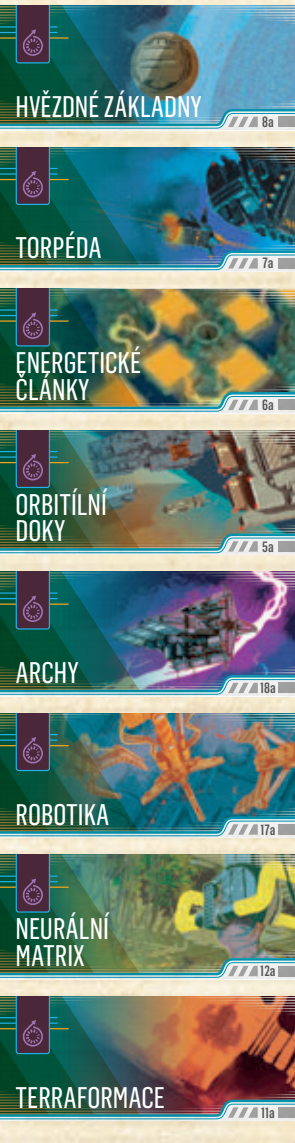 HVĚZDNÉ ZÁKLADNY
8a
TORPÉDA
7a
ENERGETICKÉ
ČLÁNKY
6a
ORBITÍLNÍ
DOKY
5a
ARCHY
18a
ROBOTIKA
17a
NEURÁLNÍ
MATRIX
12a
TERRAFORMACE
11a